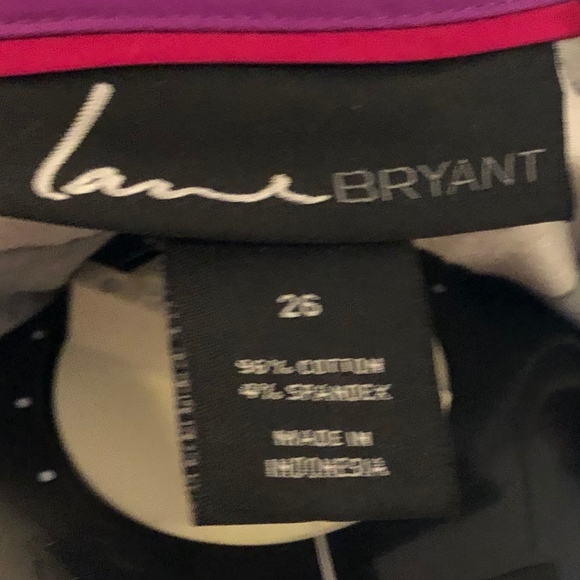 Lane BRYANT
26
96% COTTON
4% SPANDEX
MADE IN
INDONESIA